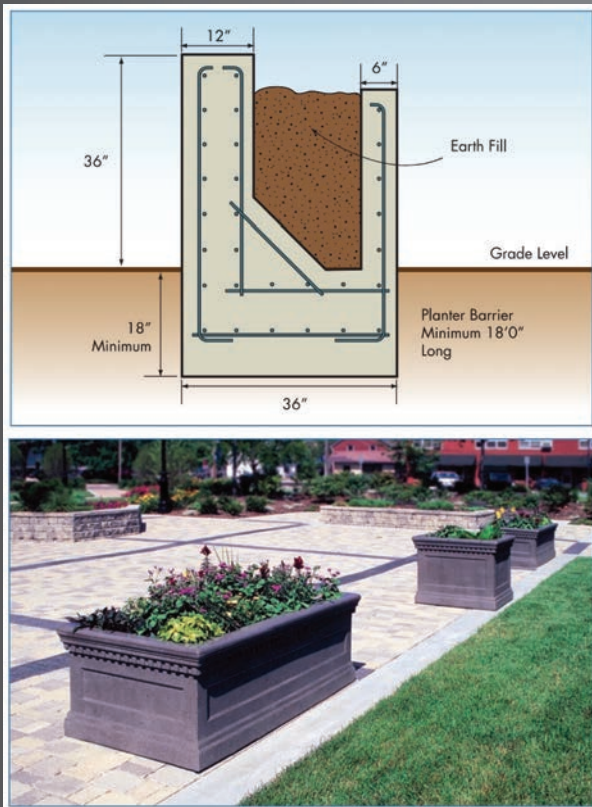 12”
6”
36”
Earth Fill
Grade Level
18”
Minimum
Planter Barrier
Minimum 18’0”
Long
36”